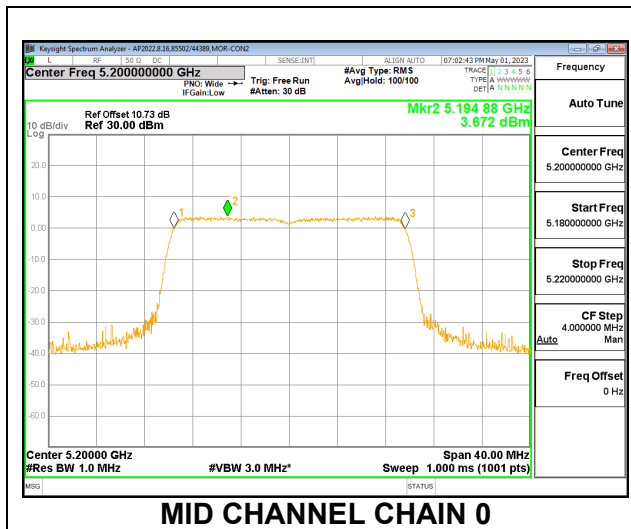 Keysight Spectrum Analyzer - AP2022.8.16,85502/44389,MOR-CON2
L RF 50 Ω DC SENSE:INT ALIGN AUTO 07:02:43 PM May 01, 2023
Center Freq 5.200000000 GHz
PNO: Wide
IFGain:Low
Trig: Free Run
#Atten: 30 dB
#Avg Type: RMS
Avg|Hold: 100/100
TRACE 1 2 3 4 5 6
TYPE A WWWWW
DET A N N N N N
Frequency
Auto Tune
Center Freq
5.200000000 GHz
Start Freq
5.180000000 GHz
Stop Freq
5.220000000 GHz
CF Step
4.000000 MHz
Auto Man
Freq Offset
0 Hz
Ref Offset 10.73 dB
10 dB/div Ref 30.00 dBm
Log
Mkr2 5.194 88 GHz
3.672 dBm
20.0
10.0
0.00
-10.0
-20.0
-30.0
-40.0
-50.0
-60.0
1
2
3
Center 5.20000 GHz Span 40.00 MHz
#Res BW 1.0 MHz #VBW 3.0 MHz* Sweep 1.000 ms (1001 pts)
MSG STATUS
MID CHANNEL CHAIN 0